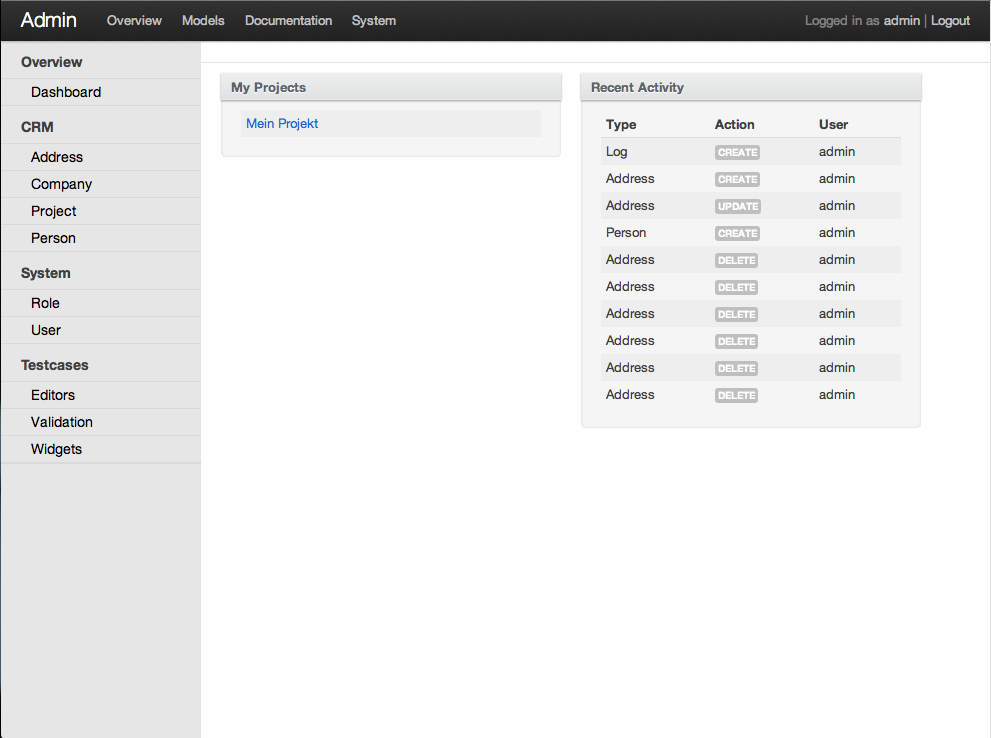 Admin Overview Models Documentation System Logged in as admin | Logout
Overview
Dashboard
CRM
Address
Company
Project
Person
System
Role
User
Testcases
Editors
Validation
Widgets
My Projects
Mein Projekt
Recent Activity
Type Action User
Log CREATE admin
Address CREATE admin
Address UPDATE admin
Person CREATE admin
Address DELETE admin
Address DELETE admin
Address DELETE admin
Address DELETE admin
Address DELETE admin
Address DELETE admin